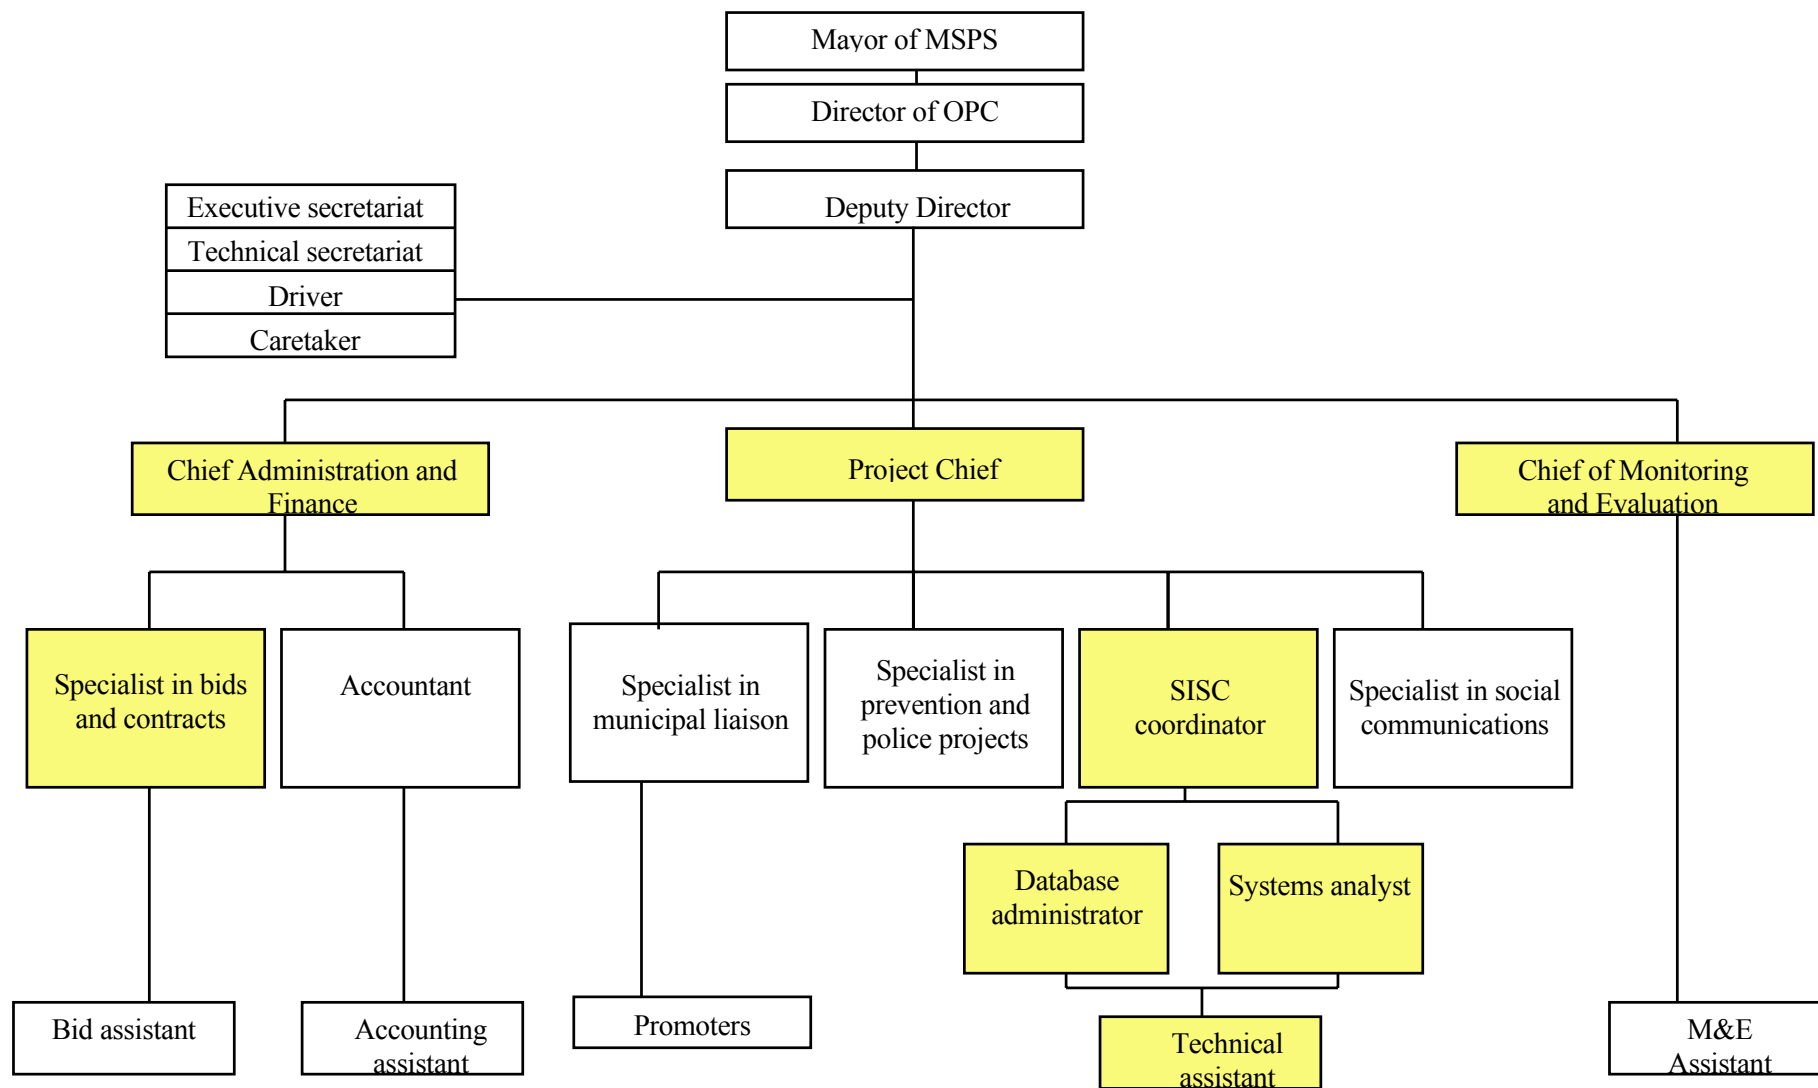 Mayor of MSPS
Director of OPC
Deputy Director
Executive secretariat
Technical secretariat
Driver
Caretaker
Chief Administration and
Finance
Project Chief
Chief of Monitoring
and Evaluation
Specialist in bids
and contracts
Accountant
Specialist in
municipal liaison
Specialist in
prevention and
police projects
SISC
coordinator
Specialist in social
communications
Database
administrator
Systems analyst
Bid assistant
Accounting
assistant
Promoters
Technical
assistant
M&E
Assistant